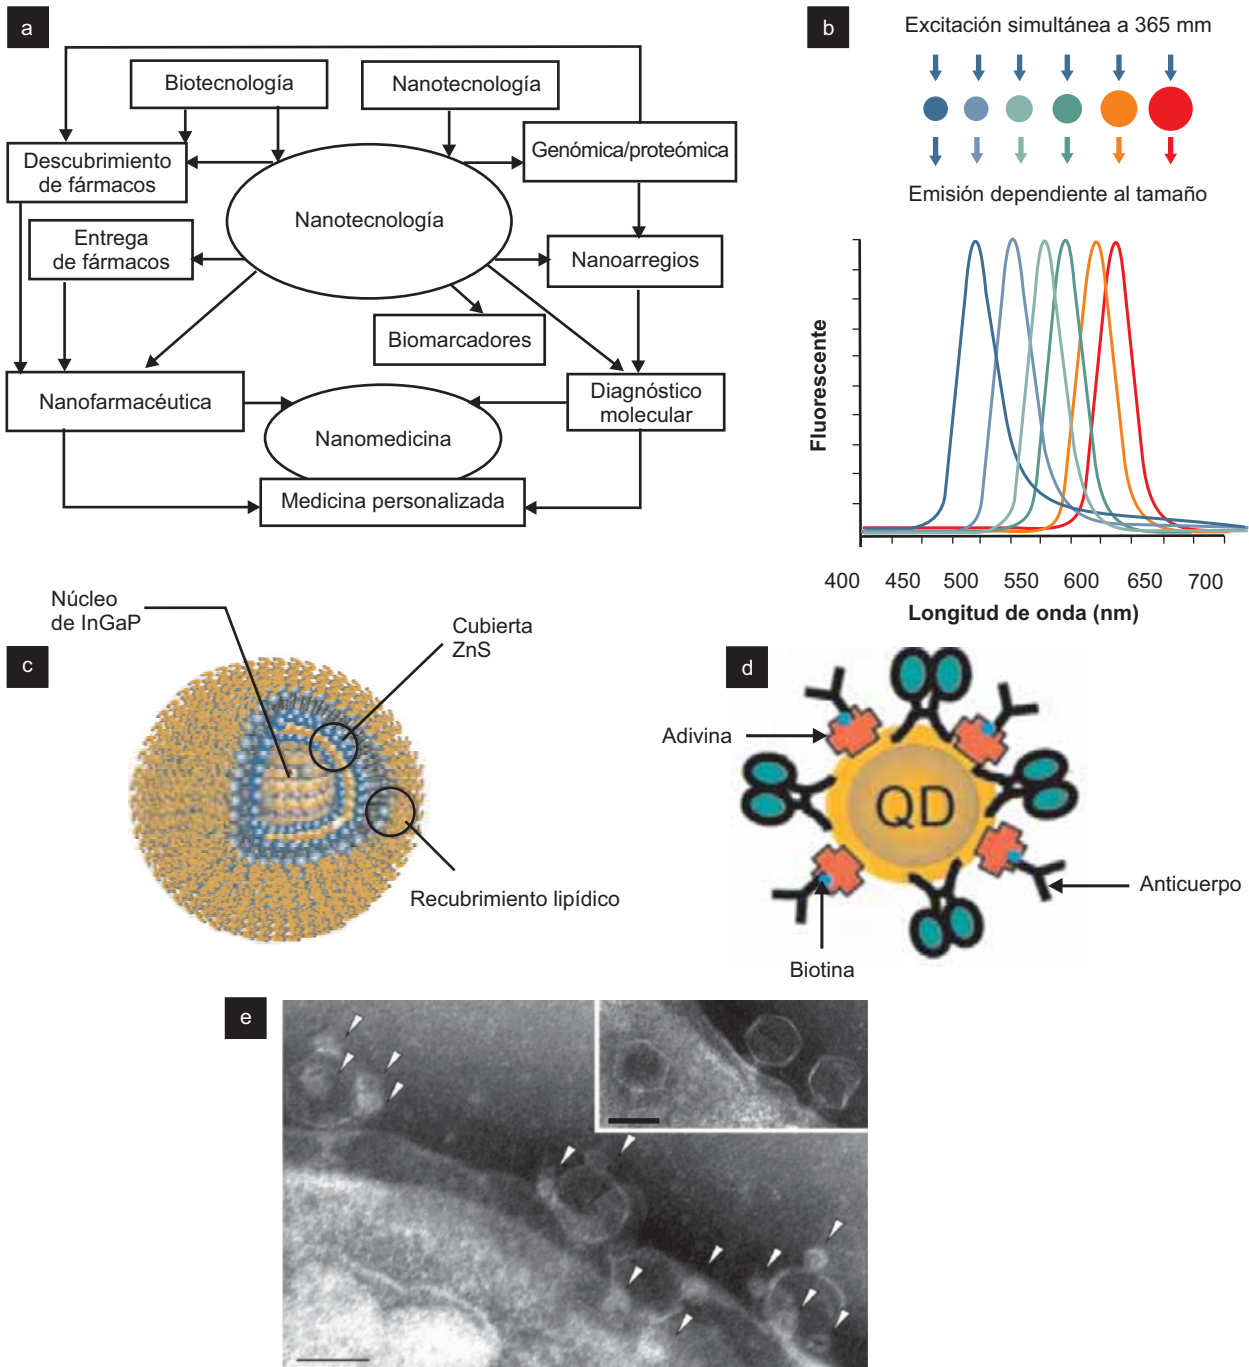 a
Biotecnología
Nanotecnología
Descubrimiento
de fármacos
Genómica/proteómica
Nanotecnología
Entrega
de fármacos
Nanoarregios
Biomarcadores
Nanofarmacéutica
Diagnóstico
molecular
Nanomedicina
Medicina personalizada
b
Excitación simultánea a 365 mm
Emisión dependiente al tamaño
Fluorescente
400 450 500 550 600 650 700
Longitud de onda (nm)
c
Núcleo
de InGaP
Cubierta
ZnS
Recubrimiento lipídico
d
Adivina
QD
Anticuerpo
Biotina
e